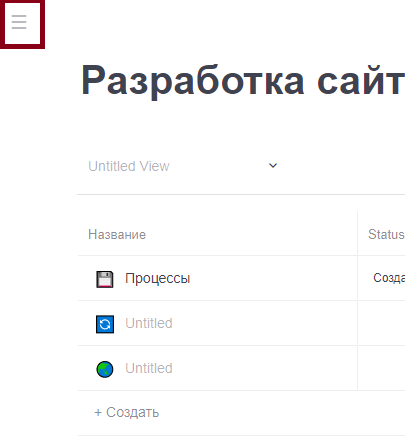 Разработка сайт
Untitled View
Название Status
Процессы Созда
Untitled
Untitled
+ Создать